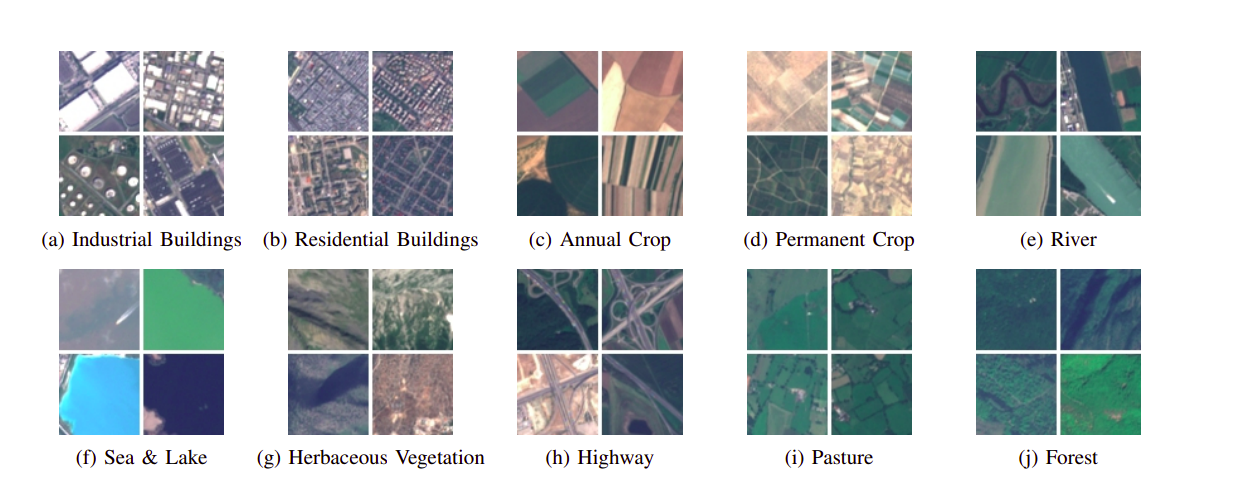 (a) Industrial Buildings
(b) Residential Buildings
(c) Annual Crop
(d) Permanent Crop
(e) River
(f) Sea & Lake
(g) Herbaceous Vegetation
(h) Highway
(i) Pasture
(j) Forest